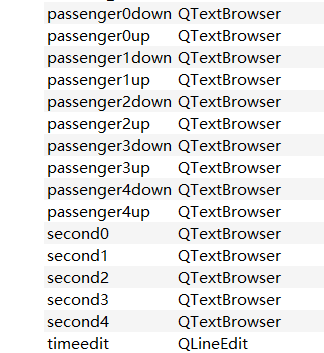 passenger0down QTextBrowser
passenger0up QTextBrowser
passenger1down QTextBrowser
passenger1up QTextBrowser
passenger2down QTextBrowser
passenger2up QTextBrowser
passenger3down QTextBrowser
passenger3up QTextBrowser
passenger4down QTextBrowser
passenger4up QTextBrowser
second0 QTextBrowser
second1 QTextBrowser
second2 QTextBrowser
second3 QTextBrowser
second4 QTextBrowser
timeedit QLineEdit